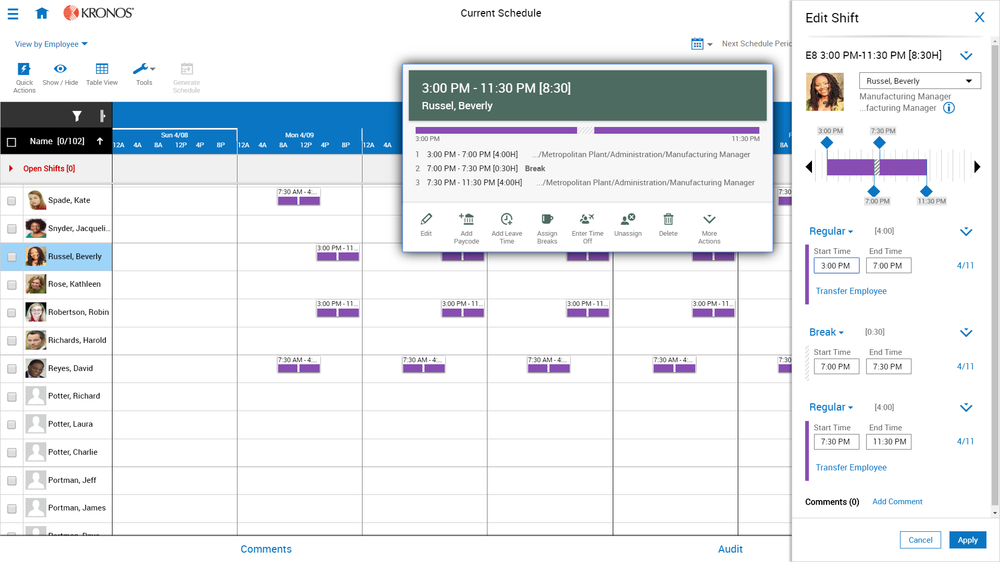 KRONOS
Current Schedule
View by Employee
Next Schedule Peric
Quick Actions
Show / Hide
Table View
Tools
Generate Schedule
Name [0/102]
Sun 4/08
12A 4A 8A 12P 4P 8P
Mon 4/09
12A 4A 8A 12P 4P 8P
12A 4A
8A
Open Shifts [0]
Spade, Kate
7:30 AM - 4:...
7:30
Snyder, Jacqueli...
Russel, Beverly
3:00 PM - 11...
Rose, Kathleen
Robertson, Robin
3:00 PM - 11...
3:00 PM - 11...
3:00 PM - 11...
3:00 PM - 11...
Richards, Harold
Reyes, David
7:30 AM - 4:...
7:30 AM - 4:...
7:30 AM - 4:...
7:30 AM - 4:...
7:30
Potter, Richard
Potter, Laura
Potter, Charlie
Portman, Jeff
Portman, James
Comments
Audit
3:00 PM - 11:30 PM [8:30]
Russel, Beverly
3:00 PM
11:30 PM
1 3:00 PM - 7:00 PM [4:00H] .../Metropolitan Plant/Administration/Manufacturing Manager
2 7:00 PM - 7:30 PM [0:30H] Break
3 7:30 PM - 11:30 PM [4:00H] .../Metropolitan Plant/Administration/Manufacturing Manager
Edit
Add Paycode
Add Leave Time
Assign Breaks
Enter Time Off
Unassign
Delete
More Actions
Edit Shift
X
E8 3:00 PM-11:30 PM [8:30H]
Russel, Beverly
Manufacturing Manager
...facturing Manager
3:00 PM
7:30 PM
7:00 PM
11:30 PM
Regular [4:00]
Start Time End Time
3:00 PM 7:00 PM 4/11
Transfer Employee
Break [0:30]
Start Time End Time
7:00 PM 7:30 PM 4/11
Regular [4:00]
Start Time End Time
7:30 PM 11:30 PM 4/11
Transfer Employee
Comments (0) Add Comment
Cancel
Apply